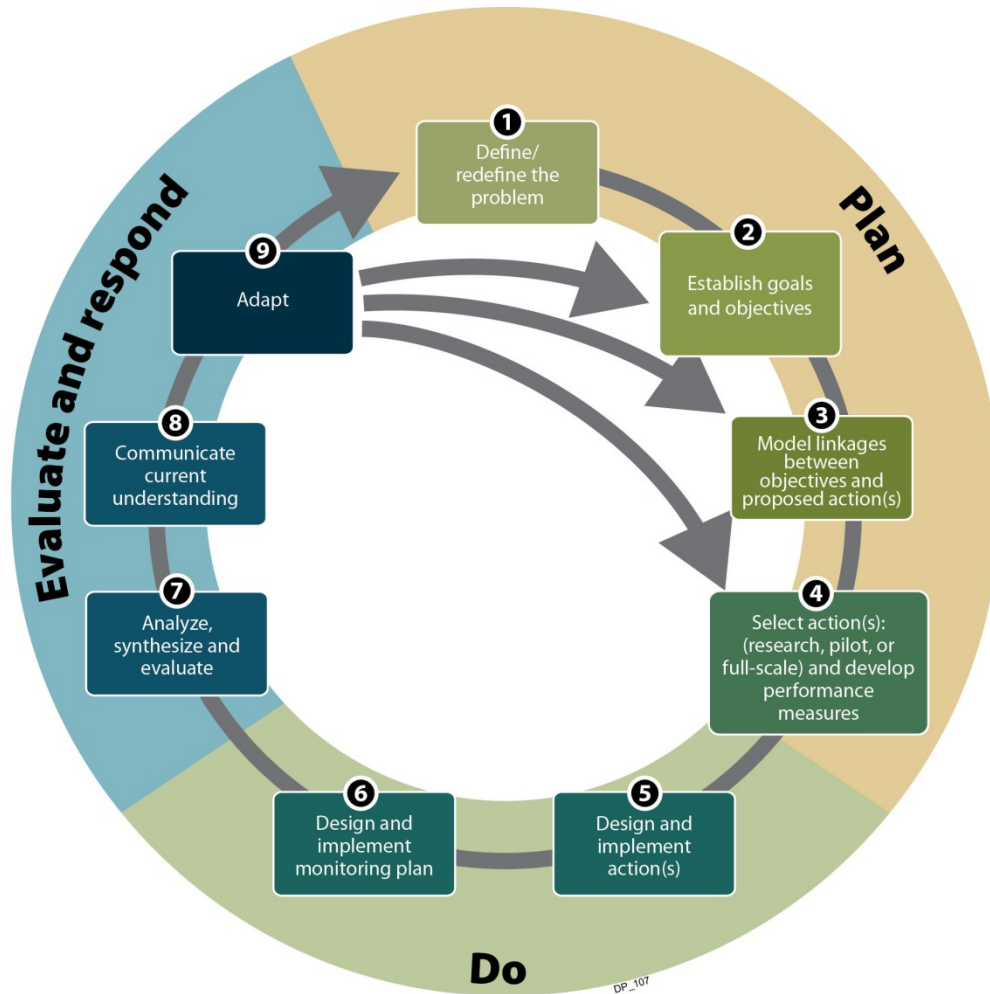 Plan
1
Define/
redefine the
problem
2
Establish goals
and objectives
3
Model linkages
between
objectives and
proposed action(s)
4
Select action(s):
(research, pilot, or
full-scale) and develop
performance
measures
Do
5
Design and
implement
action(s)
6
Design and
implement
monitoring plan
Evaluate and respond
7
Analyze,
synthesize and
evaluate
8
Communicate
current
understanding
9
Adapt
DP_107